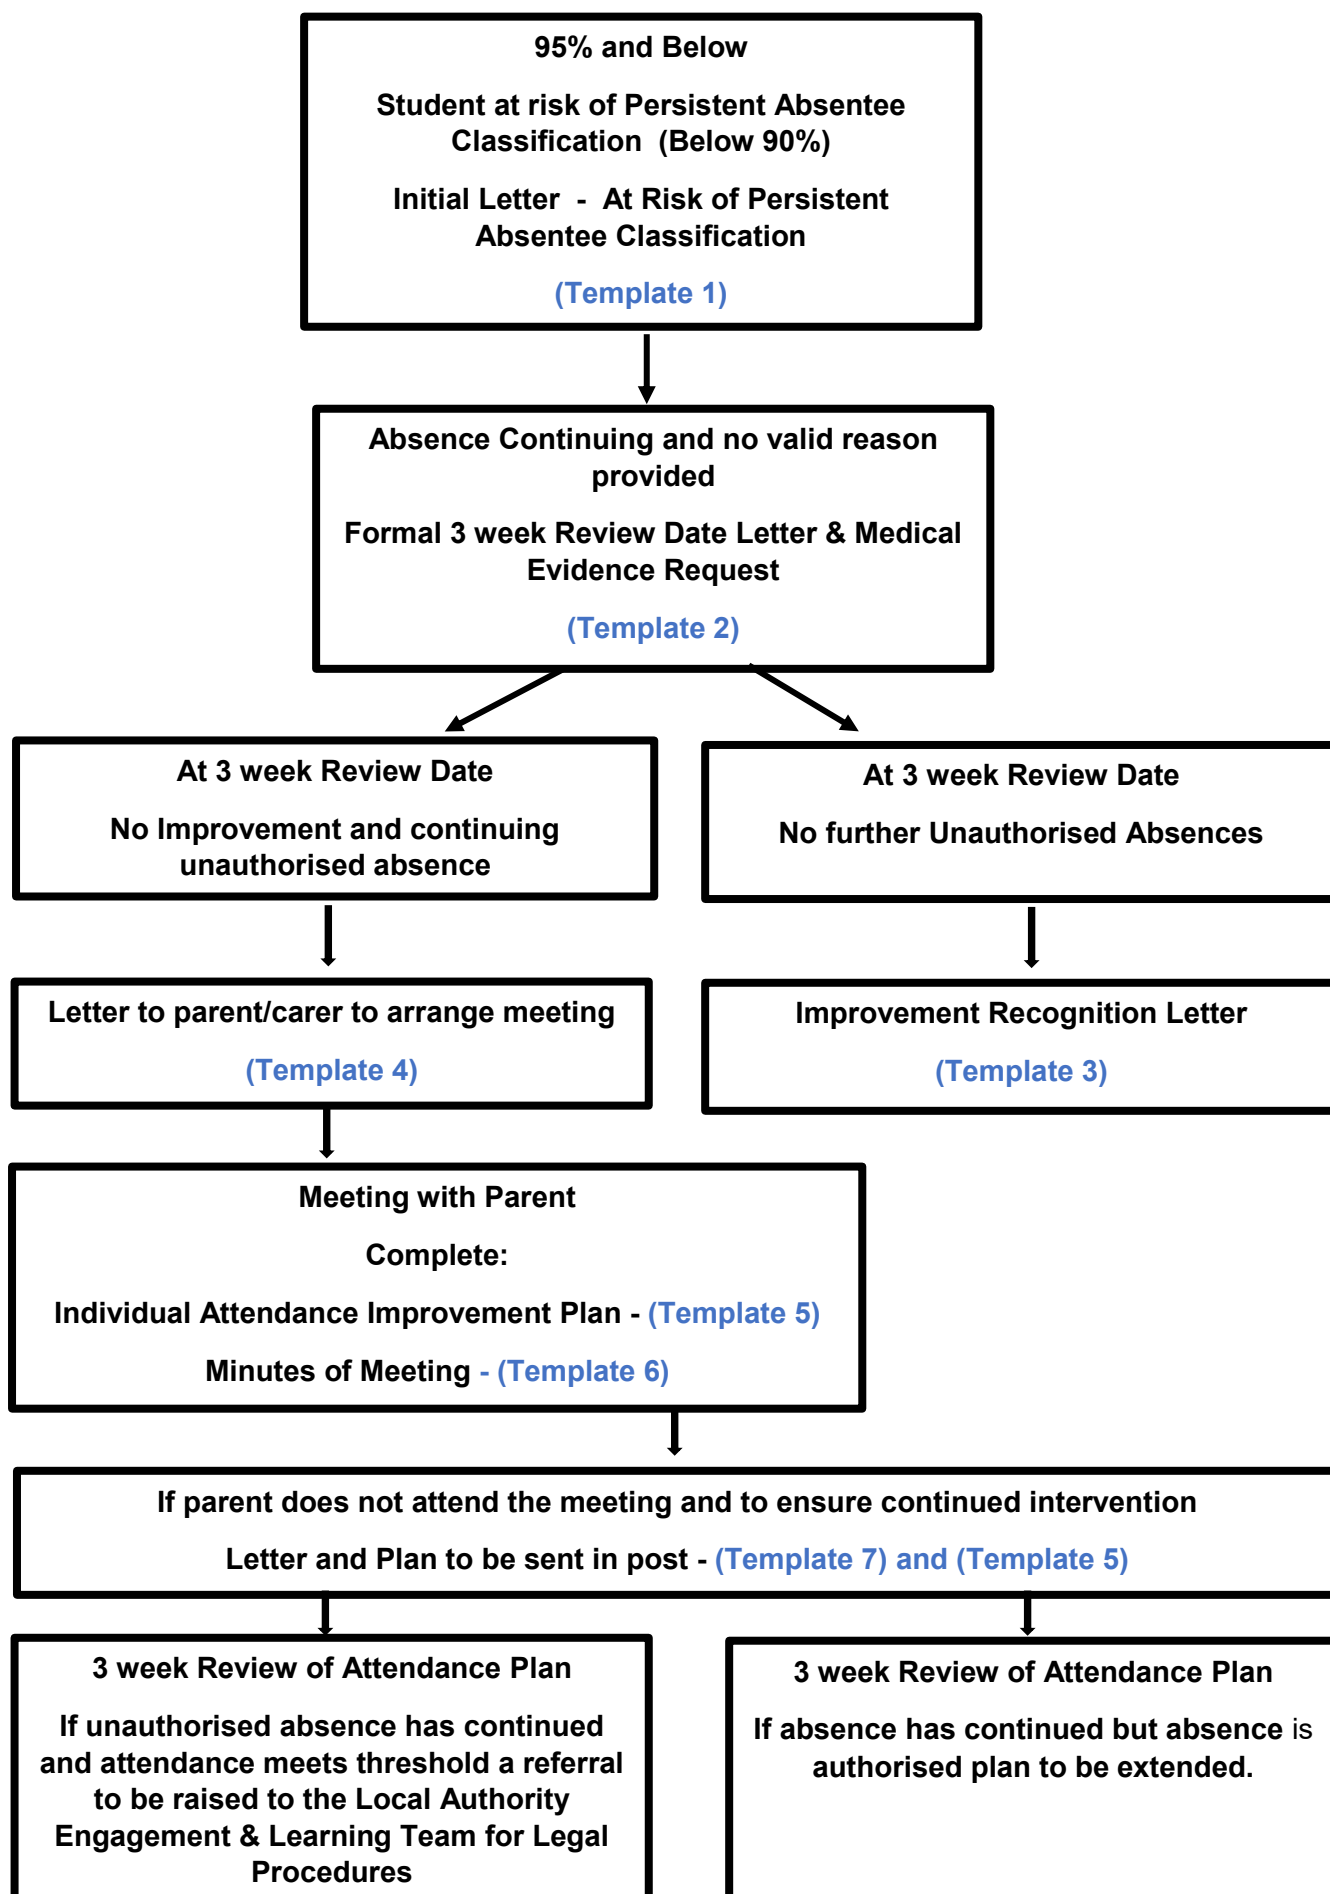 95% and Below
Student at risk of Persistent Absentee
Classification (Below 90%)
Initial Letter - At Risk of Persistent
Absentee Classification
(Template 1)
Absence Continuing and no valid reason
provided
Formal 3 week Review Date Letter & Medical
Evidence Request
(Template 2)
At 3 week Review Date
No Improvement and continuing
unauthorised absence
At 3 week Review Date
No further Unauthorised Absences
Letter to parent/carer to arrange meeting
(Template 4)
Improvement Recognition Letter
(Template 3)
Meeting with Parent
Complete:
Individual Attendance Improvement Plan - (Template 5)
Minutes of Meeting - (Template 6)
If parent does not attend the meeting and to ensure continued intervention
Letter and Plan to be sent in post - (Template 7) and (Template 5)
3 week Review of Attendance Plan
If unauthorised absence has continued
and attendance meets threshold a referral
to be raised to the Local Authority
Engagement & Learning Team for Legal
Procedures
3 week Review of Attendance Plan
If absence has continued but absence is
authorised plan to be extended.